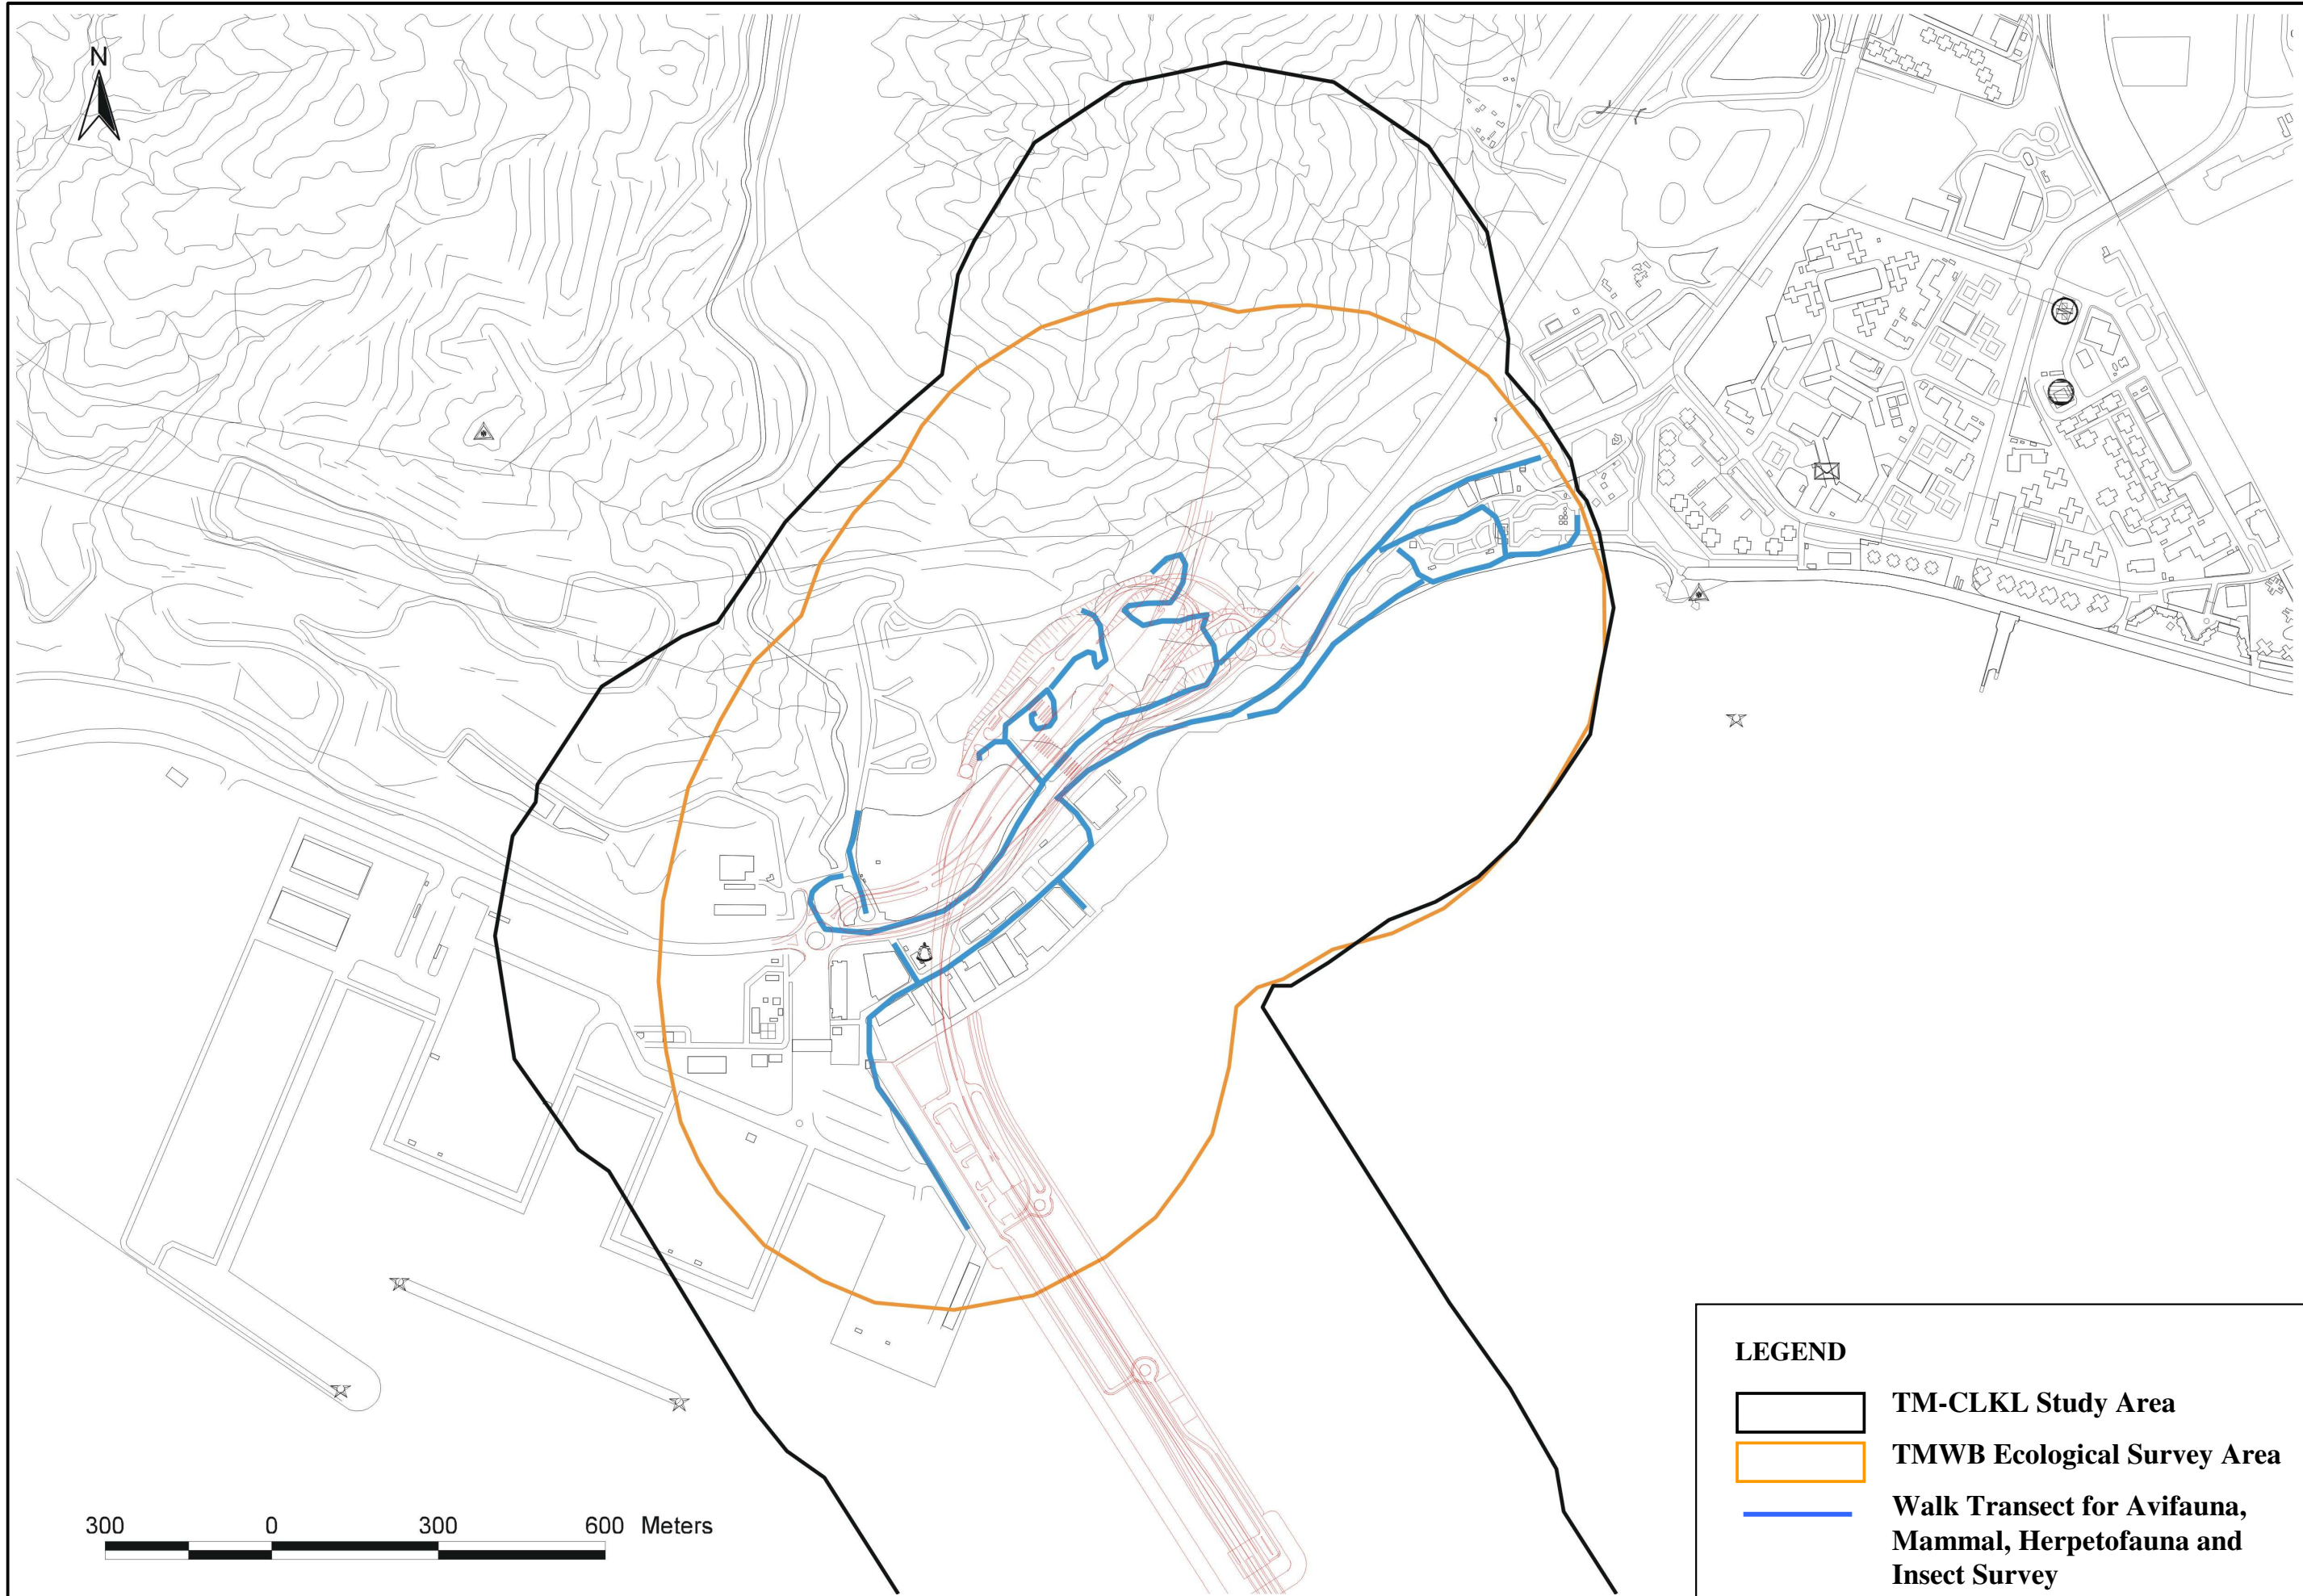 N
300 0 300 600 Meters
LEGEND
TM-CLKL Study Area
TMWB Ecological Survey Area
Walk Transect for Avifauna,
Mammal, Herpetofauna and
Insect Survey